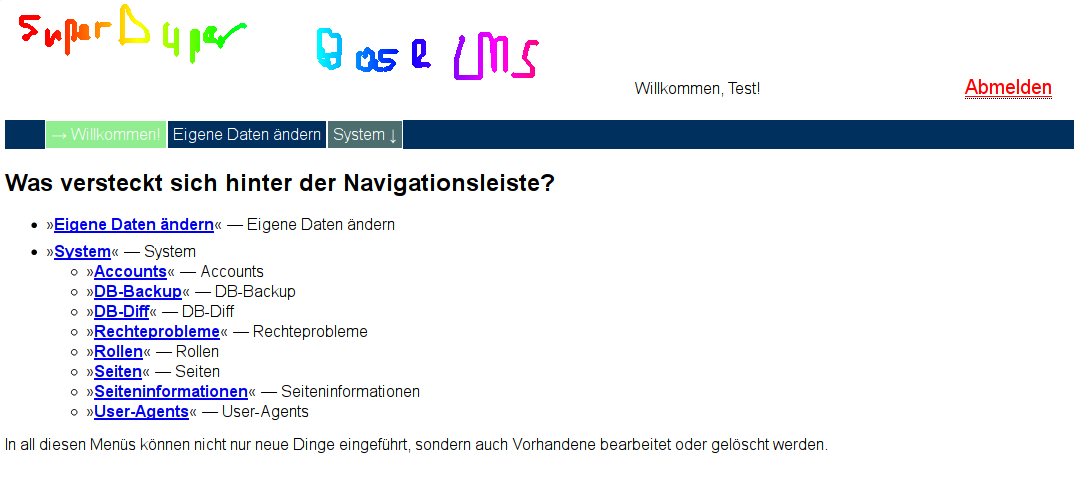 SuperDuper Base LMS
Willkommen, Test! Abmelden
→ Willkommen! Eigene Daten ändern System ↓
Was versteckt sich hinter der Navigationsleiste?
• »Eigene Daten ändern« — Eigene Daten ändern
• »System« — System
○ »Accounts« — Accounts
○ »DB-Backup« — DB-Backup
○ »DB-Diff« — DB-Diff
○ »Rechteprobleme« — Rechteprobleme
○ »Rollen« — Rollen
○ »Seiten« — Seiten
○ »Seiteninformationen« — Seiteninformationen
○ »User-Agents« — User-Agents
In all diesen Menüs können nicht nur neue Dinge eingeführt, sondern auch Vorhandene bearbeitet oder gelöscht werden.